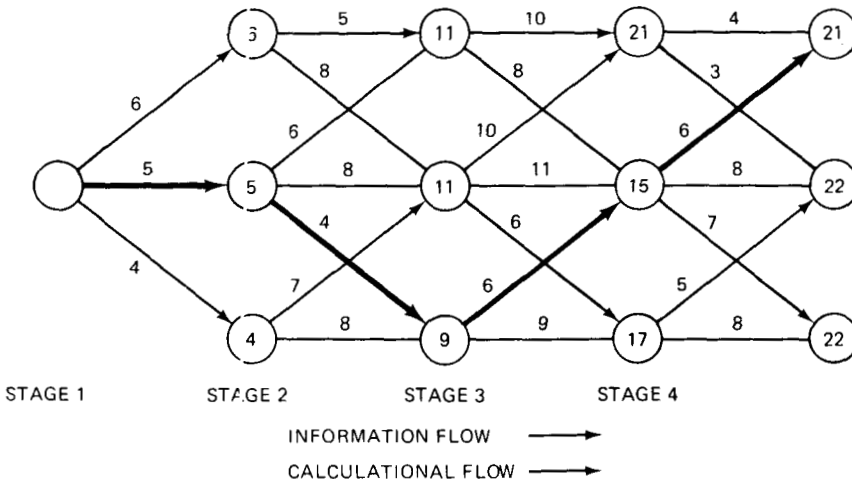 5 11 10 21 4 21
8 8 3
6 6 10 6
5 5 8 11 11 15 8 22
4 4 6 7
7 6 5
4 8 9 9 17 8 22
STAGE 1 STAGE 2 STAGE 3 STAGE 4
INFORMATION FLOW
CALCULATIONAL FLOW